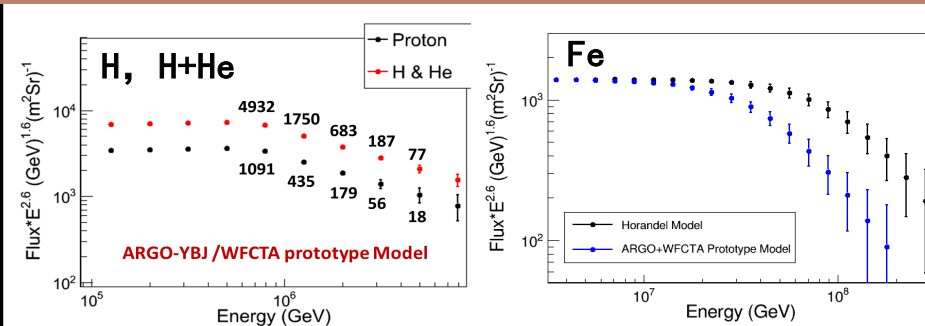 H, H+He
Proton
H & He
Flux*E^2.6 (GeV)^1.6(m^2Sr)^-1
10^4
10^3
10^2
4932
1750
683
187
77
1091
435
179
56
18
ARGO-YBJ /WFCTA prototype Model
10^5
10^6
Energy (GeV)
Fe
Flux*E^2.6 (GeV)^1.6(m^2Sr)^-1
10^3
10^2
Horandel Model
ARGO+WFCTA Prototype Model
10^7
10^8
Energy (GeV)